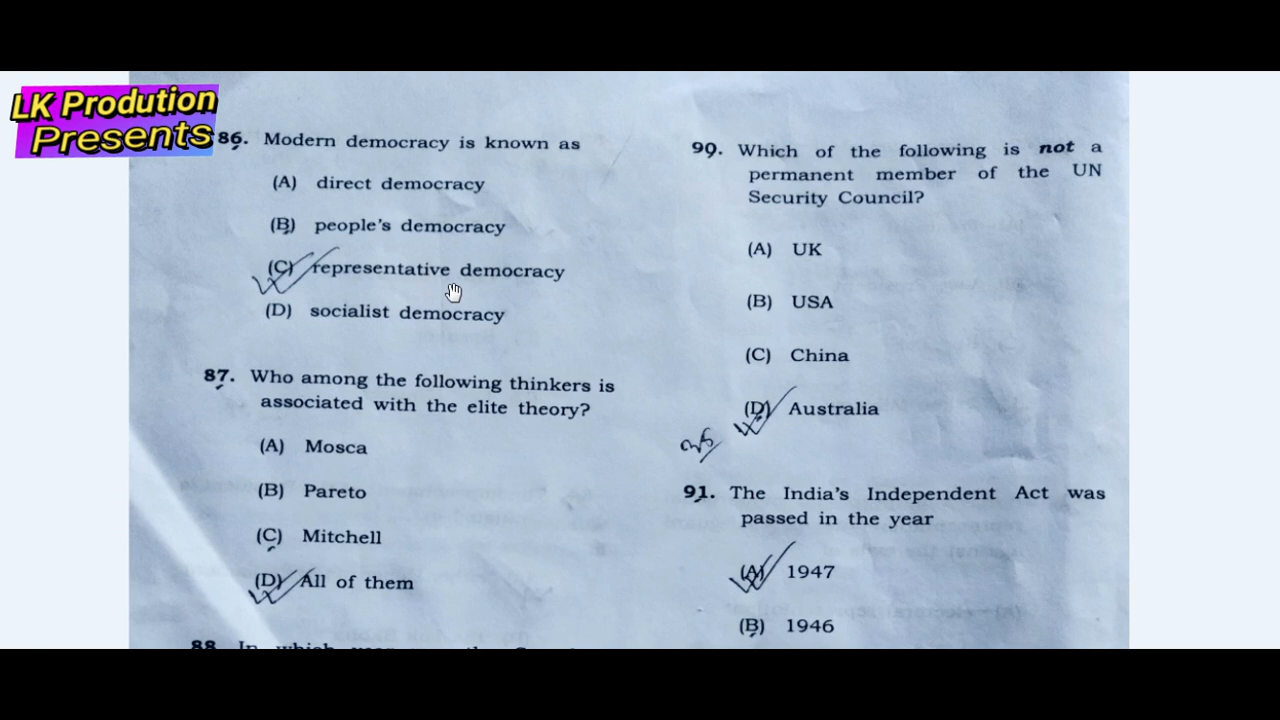 LK Prodution
Presents
86. Modern democracy is known as
(A) direct democracy
(B) people's democracy
(C) representative democracy
(D) socialist democracy
87. Who among the following thinkers is
associated with the elite theory?
(A) Mosca
(B) Pareto
(C) Mitchell
(D) All of them
88. In which
90. Which of the following is not a
permanent member of the UN
Security Council?
(A) UK
(B) USA
(C) China
(D) Australia
91. The India's Independent Act was
passed in the year
(A) 1947
(B) 1946